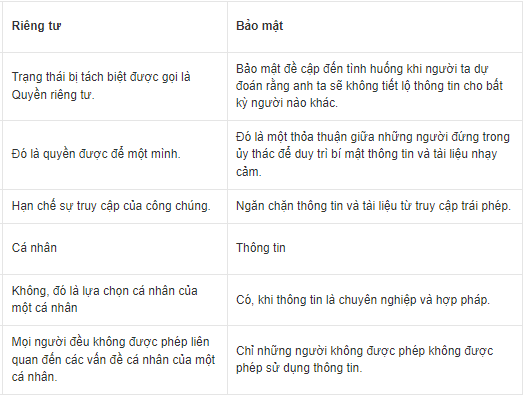 Riêng tư
Bảo mật
Trạng thái bị tách biệt được gọi là
Quyền riêng tư.
Bảo mật đề cập đến tình huống khi người ta dự
đoán rằng anh ta sẽ không tiết lộ thông tin cho bất
kỳ người nào khác.
Đó là quyền được để một mình.
Đó là một thỏa thuận giữa những người đứng trong
ủy thác để duy trì bí mật thông tin và tài liệu nhạy
cảm.
Hạn chế sự truy cập của công chúng.
Ngăn chặn thông tin và tài liệu từ truy cập trái phép.
Cá nhân
Thông tin
Không, đó là lựa chọn cá nhân của
một cá nhân
Có, khi thông tin là chuyên nghiệp và hợp pháp.
Mọi người đều không được phép liên
quan đến các vấn đề cá nhân của một
cá nhân.
Chỉ những người không được phép không được
phép sử dụng thông tin.